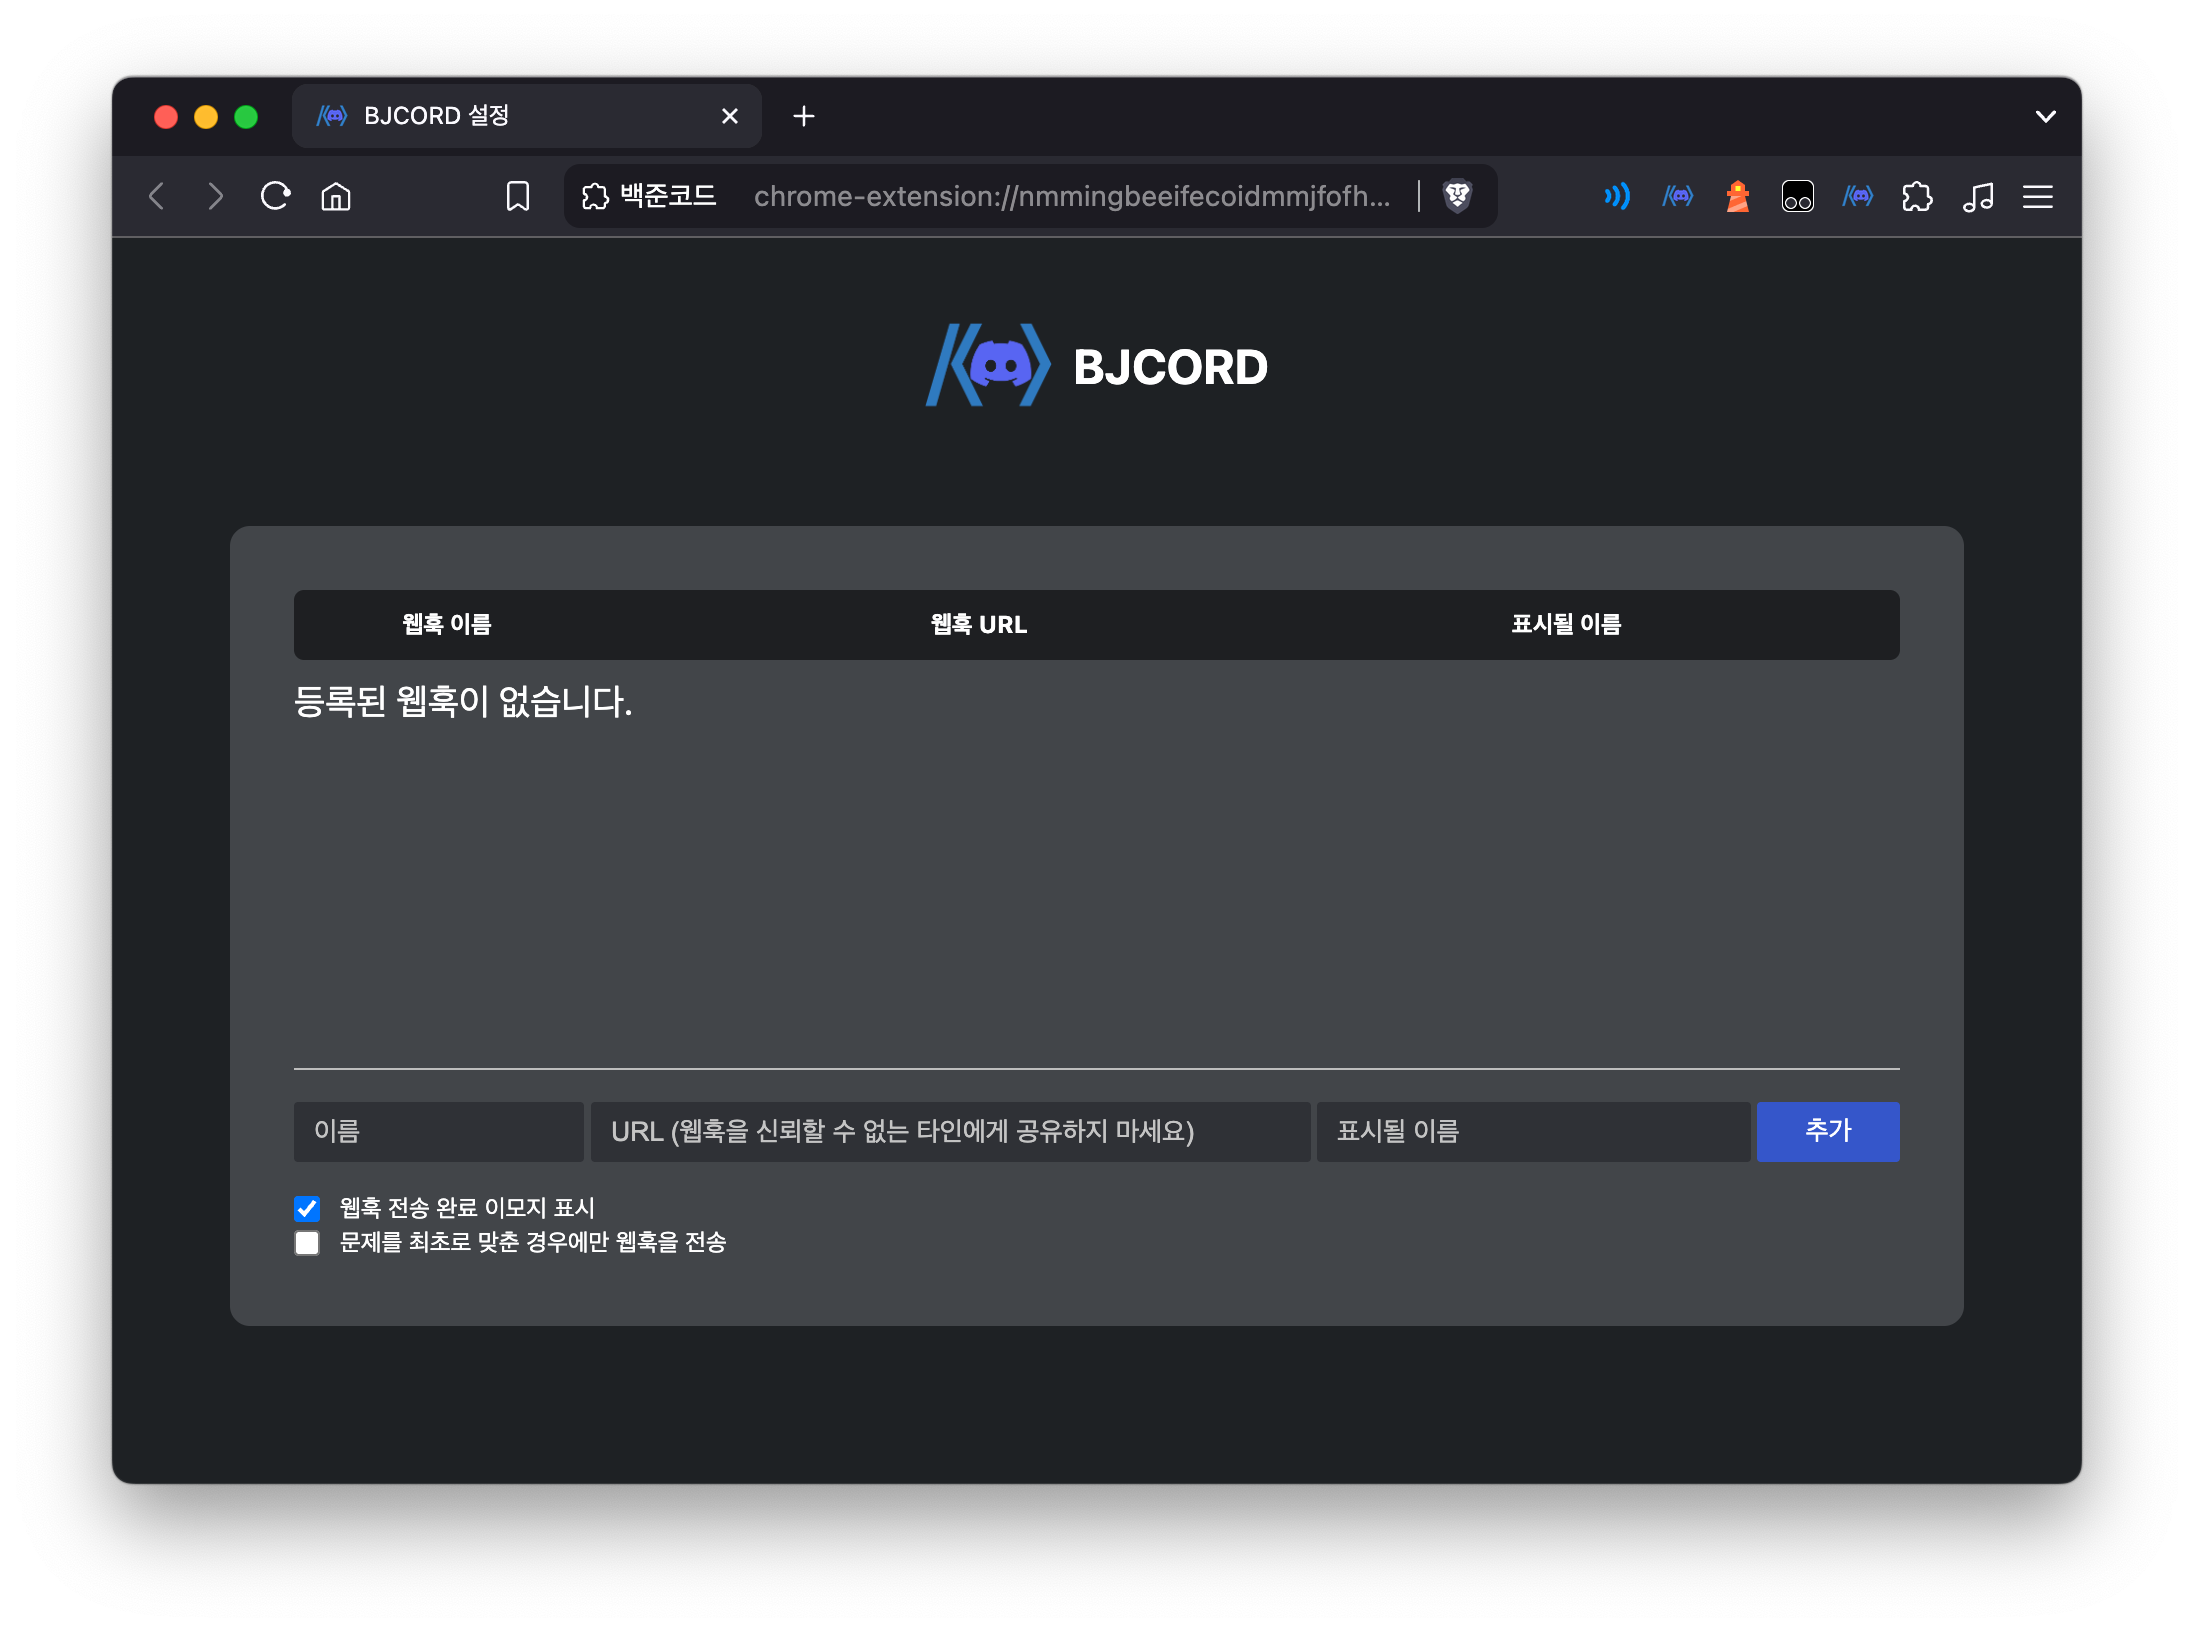 BJCORD 설정
백준코드 chrome-extension://nmmingbeeifecoidmmjfofh...
BJCORD
웹훅 이름 웹훅 URL 표시될 이름
등록된 웹훅이 없습니다.
이름 URL (웹훅을 신뢰할 수 없는 타인에게 공유하지 마세요) 표시될 이름 추가
웹훅 전송 완료 이모지 표시
문제를 최초로 맞춘 경우에만 웹훅을 전송